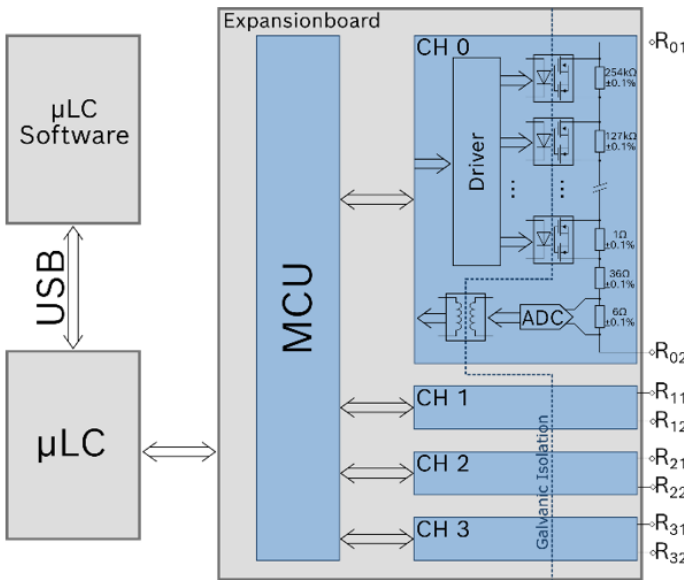 Expansionboard
µLC
Software
USB
µLC
MCU
CH 0
Driver
254kΩ
±0.1%
127kΩ
±0.1%
...
...
1Ω
±0.1%
36Ω
±0.1%
6Ω
±0.1%
ADC
CH 1
CH 2
CH 3
Galvanic Isolation
R01
R02
R11
R12
R21
R22
R31
R32